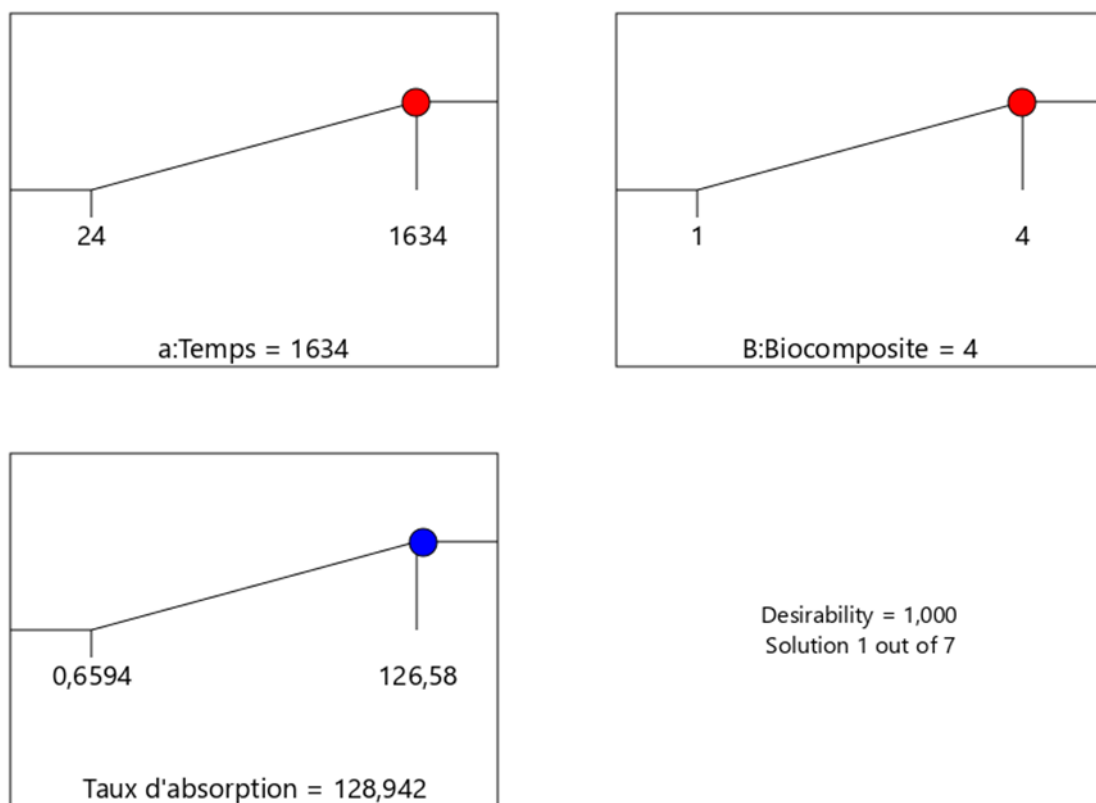 24
1634
a:Temps = 1634
1
4
B:Biocomposite = 4
0,6594
126,58
Taux d'absorption = 128,942
Desirability = 1,000
Solution 1 out of 7